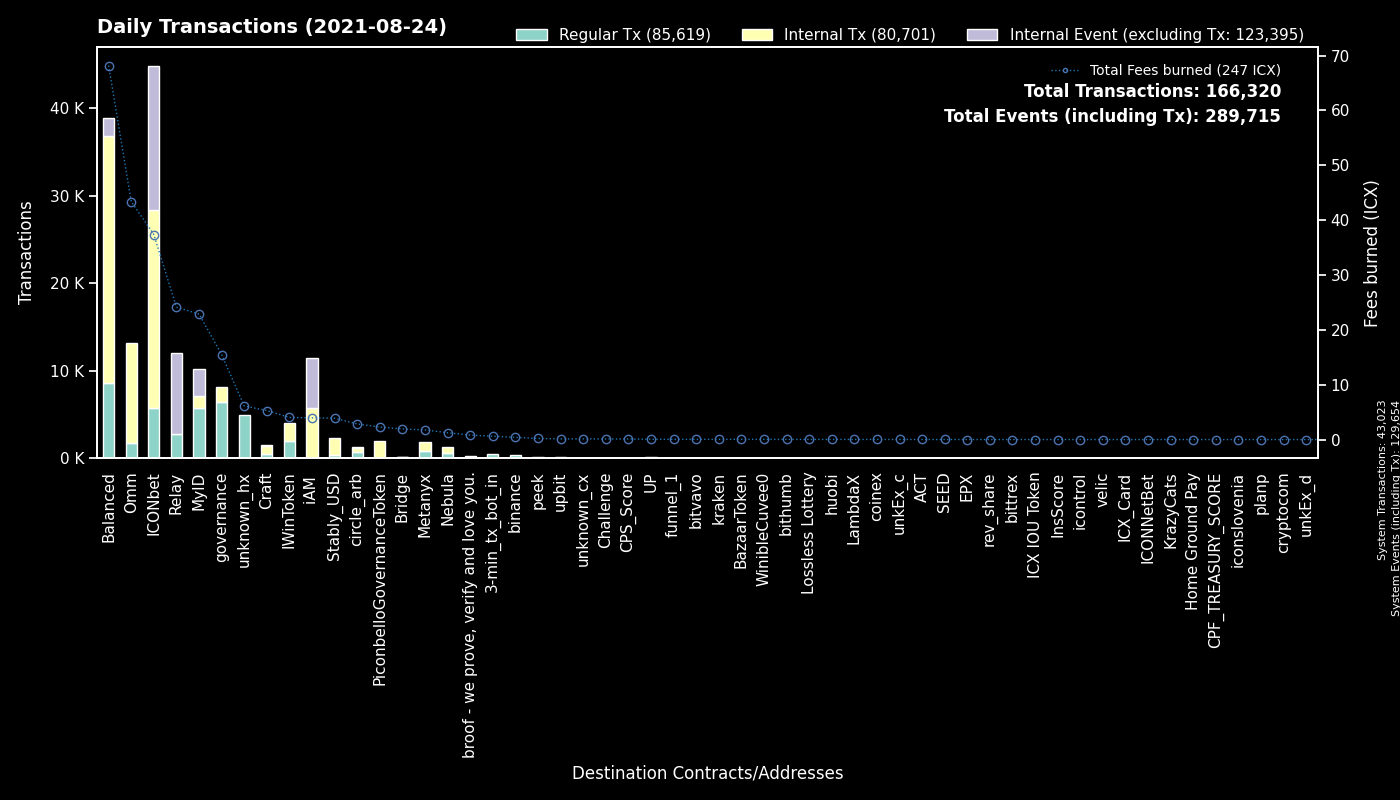 Daily Transactions (2021-08-24)
Regular Tx (85,619)
Internal Tx (80,701)
Internal Event (excluding Tx: 123,395)
Total Fees burned (247 ICX)
Total Transactions: 166,320
Total Events (including Tx): 289,715
Transactions
40 K
30 K
20 K
10 K
0 K
70
60
50
40
30
20
10
0
Fees burned (ICX)
System Transactions: 43,023
System Events (including Tx): 129,654
Balanced
Omm
ICONbet
Relay
MyID
governance
unknown_hx
Craft
IWinToken
iAM
Stably_USD
circle_arb
PiconbelloGovernanceToken
Bridge
Metanyx
Nebula
broof - we prove, verify and love you.
3-min_tx_bot_in
binance
peek
upbit
unknown_cx
Challenge
CPS_Score
UP
funnel_1
bitvavo
kraken
BazaarToken
WinibleCuvee0
bithumb
Lossless Lottery
huobi
LambdaX
coinex
unkEx_c
ACT
SEED
EPX
rev_share
bittrex
ICX IOU Token
InsScore
icontrol
velic
ICX_Card
ICONNetBet
KrazyCats
Home Ground Pay
CPF_TREASURY_SCORE
iconslovenia
planp
cryptocom
unkEx_d
Destination Contracts/Addresses